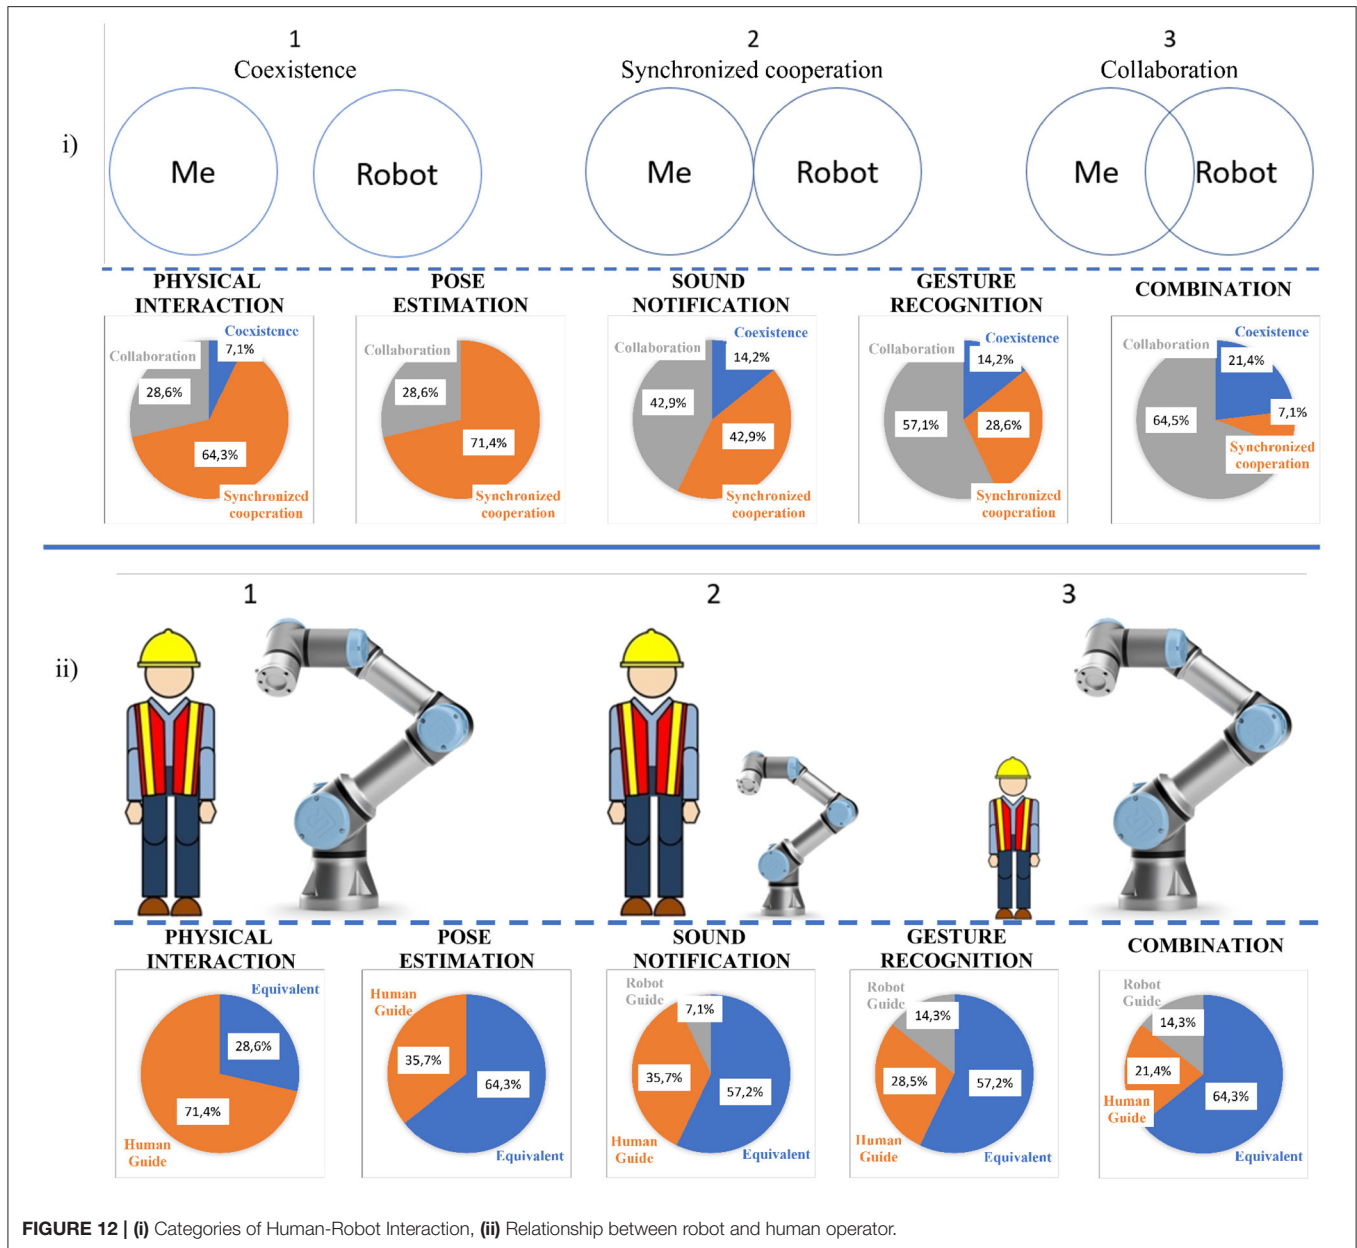 1
Coexistence
2
Synchronized cooperation
3
Collaboration
i)
Me
Robot
Me
Robot
Me
Robot
PHYSICAL
INTERACTION
POSE
ESTIMATION
SOUND
NOTIFICATION
GESTURE
RECOGNITION
COMBINATION
Coexistence
7,1%
Collaboration
28,6%
64,3%
Synchronized
cooperation
Collaboration
28,6%
71,4%
Synchronized
cooperation
Coexistence
14,2%
Collaboration
42,9%
42,9%
Synchronized
cooperation
Coexistence
14,2%
Collaboration
57,1%
28,6%
Synchronized
cooperation
Coexistence
21,4%
Collaboration
64,5%
7,1%
Synchronized
cooperation
1
2
3
ii)
PHYSICAL
INTERACTION
POSE
ESTIMATION
SOUND
NOTIFICATION
GESTURE
RECOGNITION
COMBINATION
Equivalent
28,6%
71,4%
Human
Guide
Human
Guide
35,7%
64,3%
Equivalent
Robot
Guide
7,1%
35,7%
57,2%
Human
Guide
Equivalent
Robot
Guide
14,3%
28,5%
57,2%
Human
Guide
Equivalent
Robot
Guide
14,3%
21,4%
64,3%
Human
Guide
Equivalent
FIGURE 12 | (i) Categories of Human-Robot Interaction, (ii) Relationship between robot and human operator.